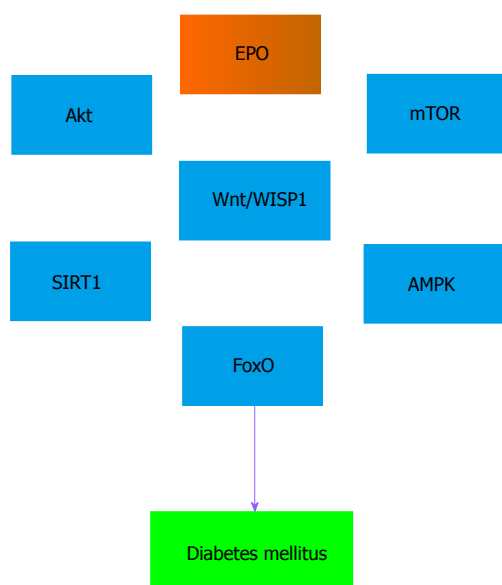 EPO
Akt
mTOR
Wnt/WISP1
SIRT1
AMPK
FoxO
Diabetes mellitus